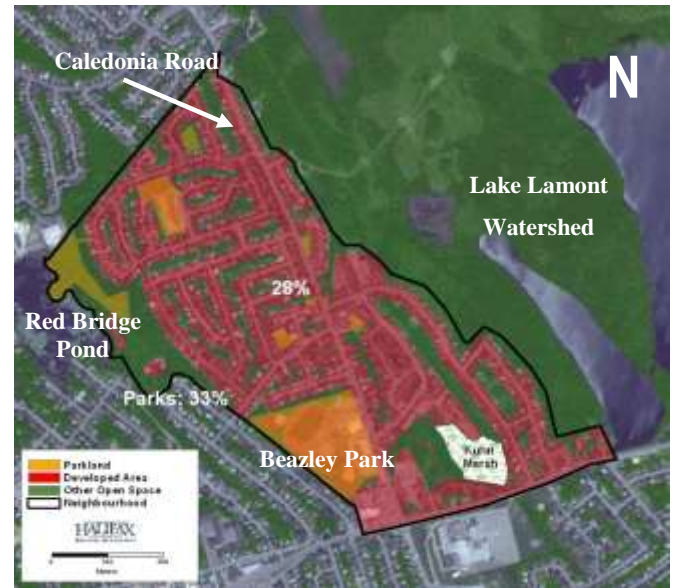 Caledonia Road
N
Lake Lamont
Watershed
28%
Red Bridge
Pond
Parks: 33%
Beazley Park
Kuhn
Marsh
Parkland
Developed Area
Other Open Space
Neighbourhood
HALIFAX